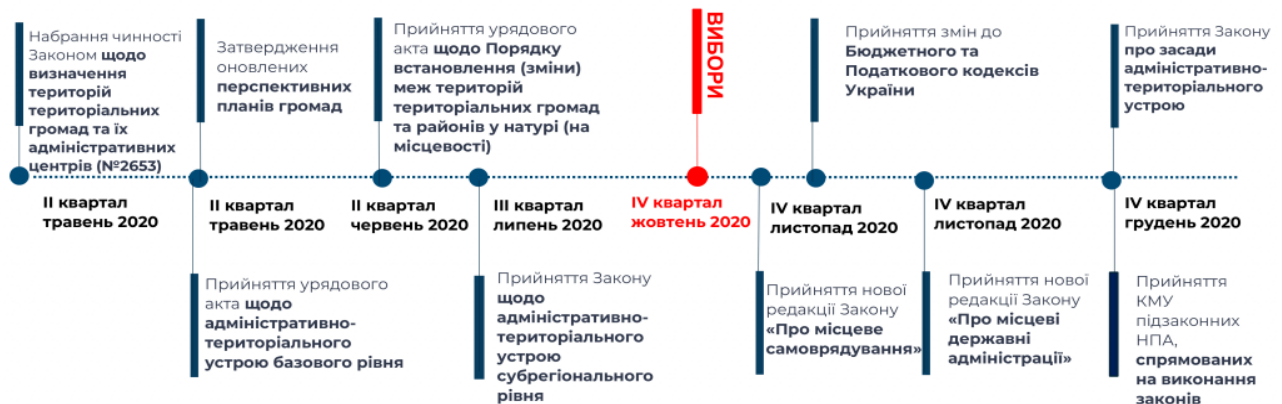 Набрання чинності
Законом щодо
визначення
територій
територіальних
громад та їх
адміністративних
центрів (№2653)
Затвердження
оновлених
перспективних
планів громад
Прийняття урядового
акта щодо Порядку
встановлення (зміни)
меж територій
територіальних громад
та районів у натурі (на
місцевості)
ВИБОРИ
Прийняття змін до
Бюджетного та
Податкового кодексів
України
Прийняття Закону
про засади
адміністративно-
територіального
устрою
II квартал
травень 2020
II квартал
травень 2020
II квартал
червень 2020
III квартал
липень 2020
IV квартал
жовтень 2020
IV квартал
листопад 2020
IV квартал
листопад 2020
IV квартал
грудень 2020
Прийняття урядового
акта щодо
адміністративно-
територіального
устрою базового рівня
Прийняття Закону
щодо
адміністративно-
територіального
устрою
субрегіонального
рівня
Прийняття нової
редакції Закону
«Про місцеве
самоврядування»
Прийняття нової
редакції Закону
«Про місцеві
державні
адміністрації»
Прийняття
КМУ
підзаконних
НПА,
спрямованих
на виконання
законів